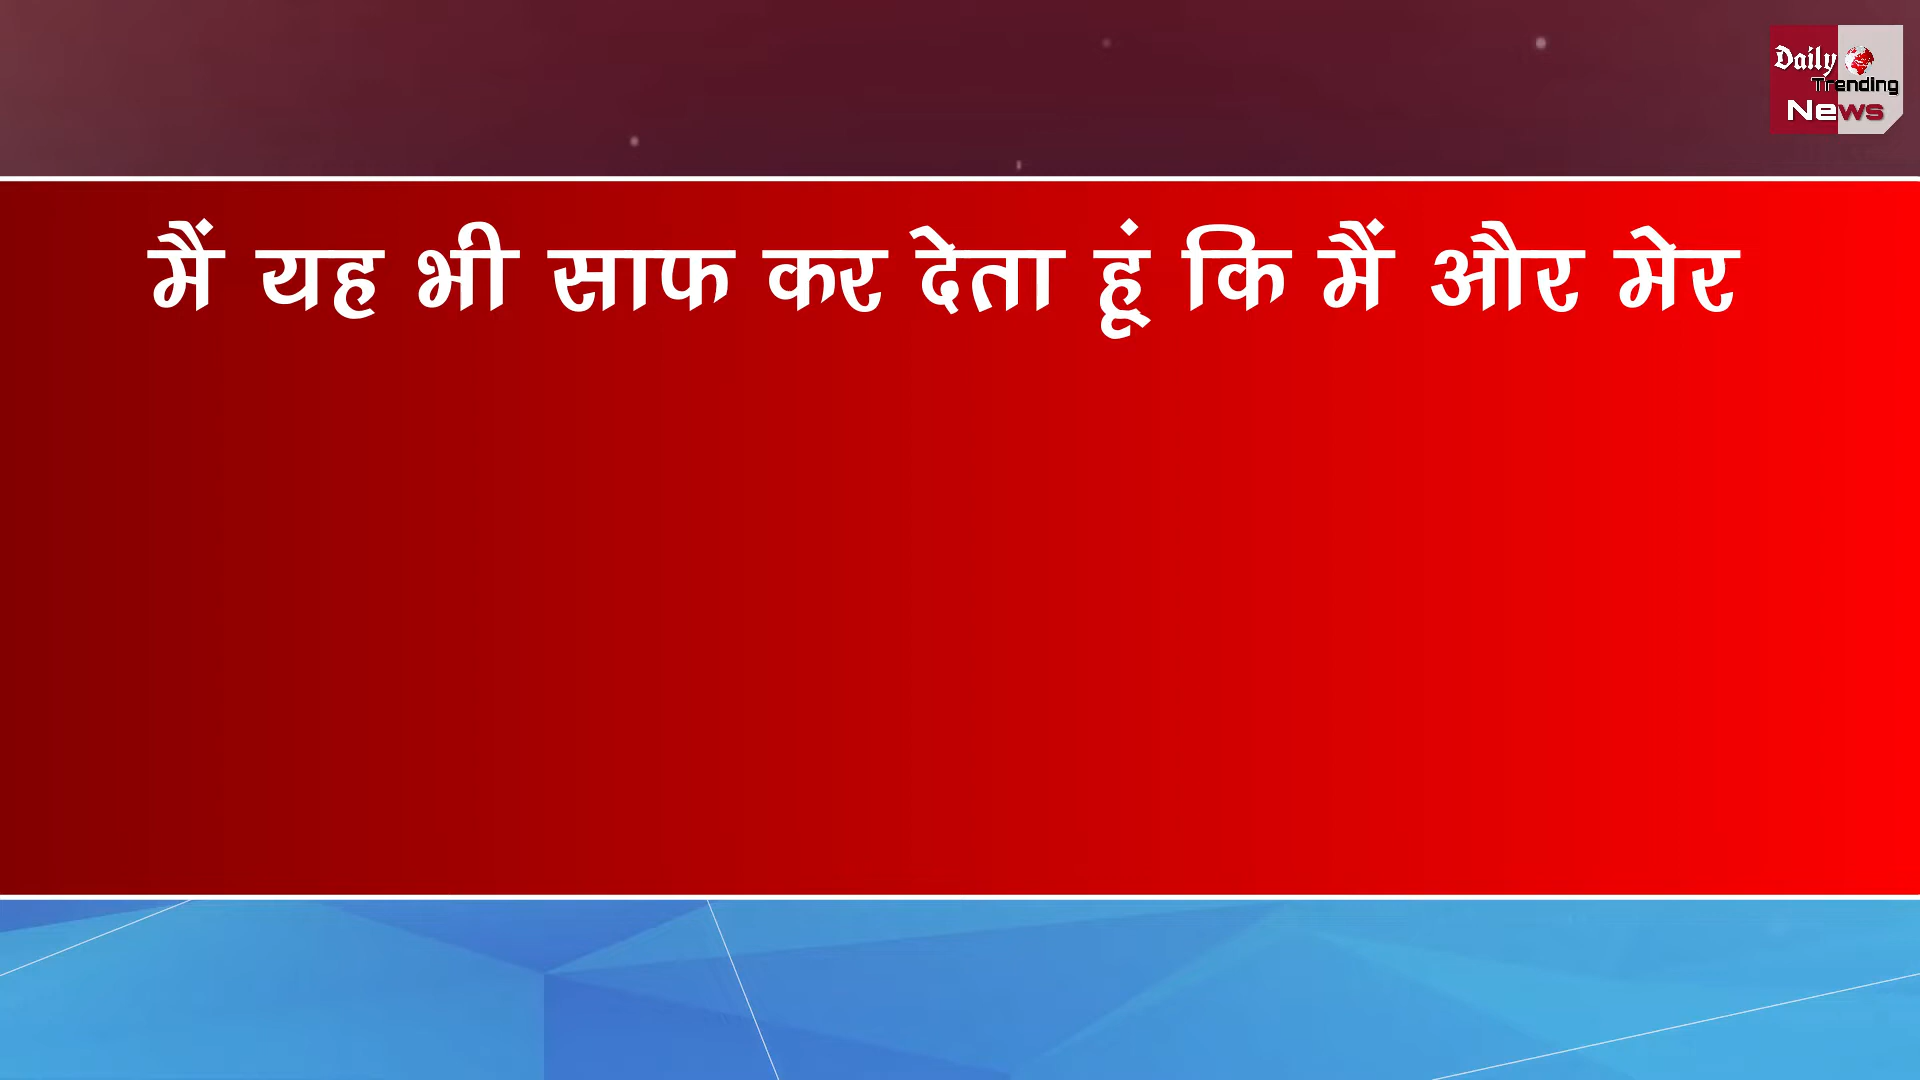 Daily
Trending
News
मैं यह भी साफ कर देता हूं कि मैं और मेर